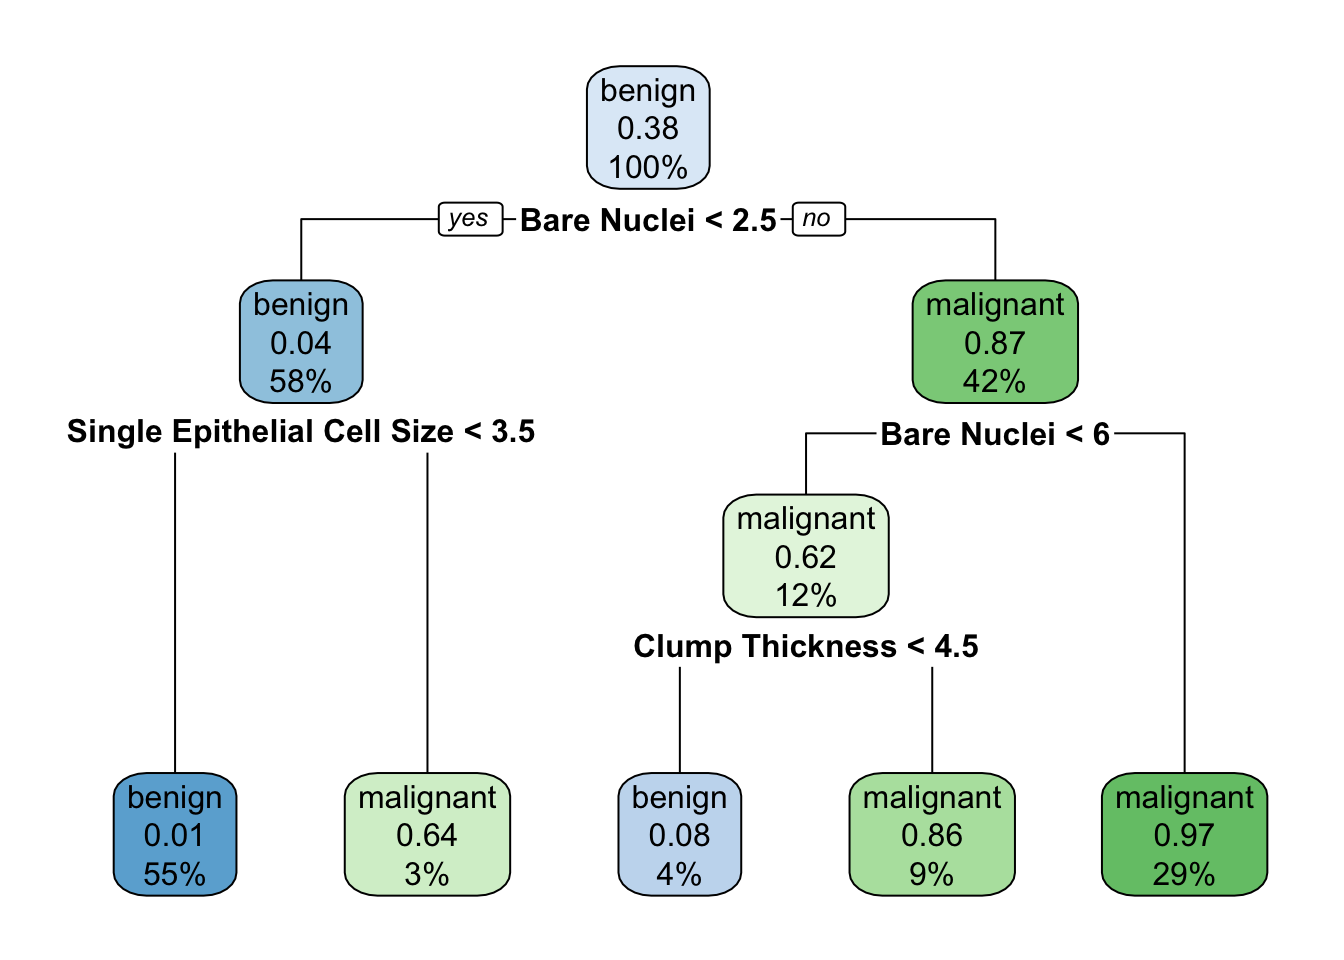 benign
0.38
100%
yes
Bare Nuclei < 2.5
no
benign
0.04
58%
malignant
0.87
42%
Single Epithelial Cell Size < 3.5
Bare Nuclei < 6
malignant
0.62
12%
Clump Thickness < 4.5
benign
0.01
55%
malignant
0.64
3%
benign
0.08
4%
malignant
0.86
9%
malignant
0.97
29%